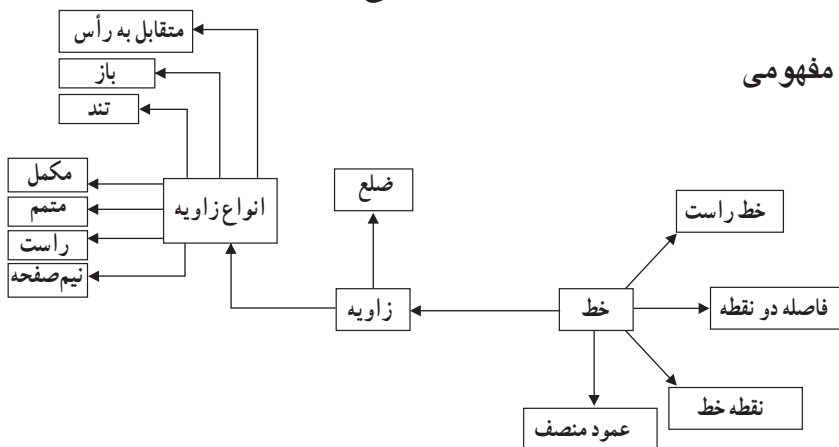 مفهومی
متقابل به رأس
باز
تند
مکمل
متمم
راست
نیم‌صفحه
انواع زاویه
ضلع
زاویه
خط
خط راست
فاصله دو نقطه
نقطه خط
عمود منصف